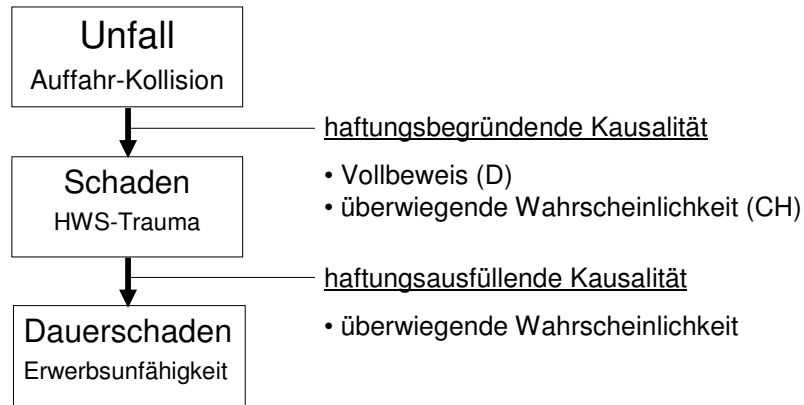 Unfall
Auffahr-Kollision
haftungsbegründende Kausalität
• Vollbeweis (D)
• überwiegende Wahrscheinlichkeit (CH)
Schaden
HWS-Trauma
haftungsausfüllende Kausalität
• überwiegende Wahrscheinlichkeit
Dauerschaden
Erwerbsunfähigkeit